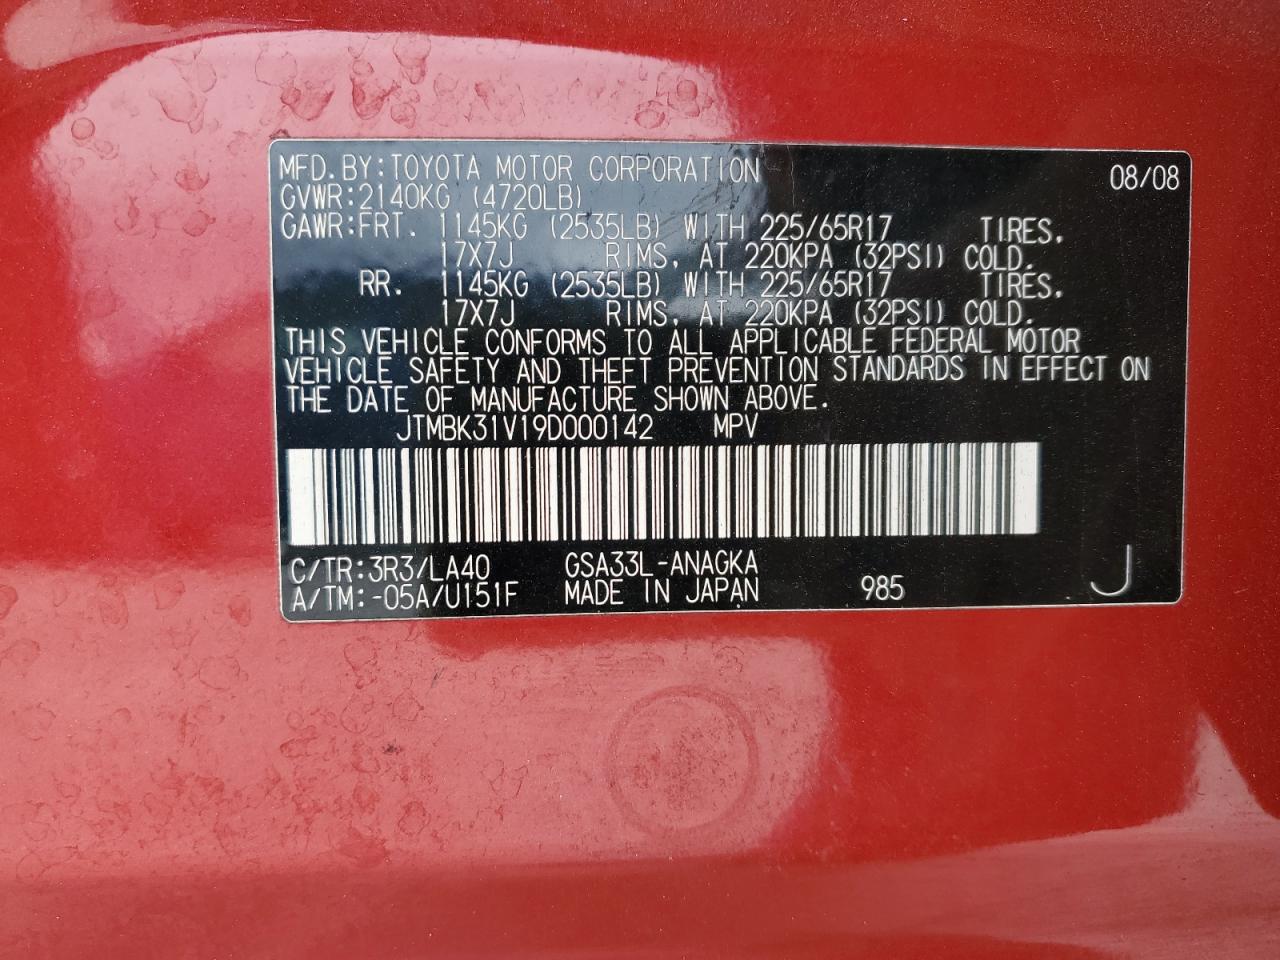 MFD.BY:TOYOTA MOTOR CORPORATION 08/08
GVWR:2140KG (4720LB)
GAWR:FRT. 1145KG (2535LB) WITH 225/65R17 TIRES,
17X7J RIMS, AT 220KPA (32PSI) COLD.
RR. 1145KG (2535LB) WITH 225/65R17 TIRES,
17X7J RIMS, AT 220KPA (32PSI) COLD.
THIS VEHICLE CONFORMS TO ALL APPLICABLE FEDERAL MOTOR
VEHICLE SAFETY AND THEFT PREVENTION STANDARDS IN EFFECT ON
THE DATE OF MANUFACTURE SHOWN ABOVE.
JTMBK31V19D000142 MPV
C/TR:3R3/LA40 GSA33L-ANAGKA
A/TM:-05A/U151F MADE IN JAPAN 985 J